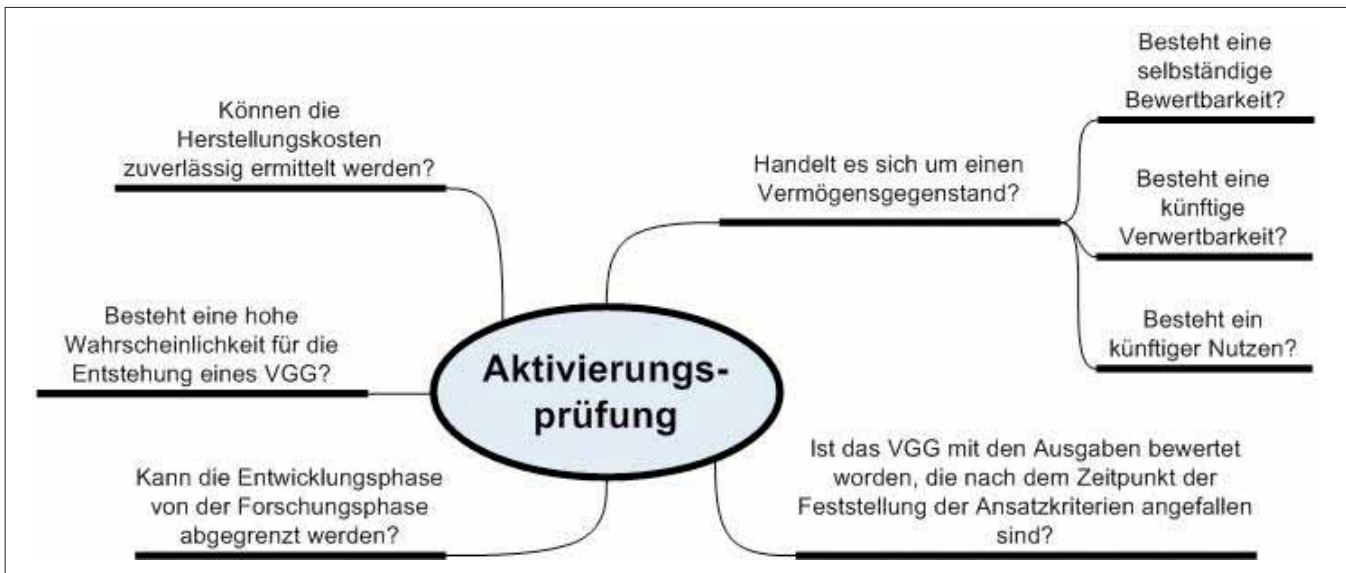 Können die
Herstellungskosten
zuverlässig ermittelt werden?
Besteht eine hohe
Wahrscheinlichkeit für die
Entstehung eines VGG?
Kann die Entwicklungsphase
von der Forschungsphase
abgegrenzt werden?
Aktivierungs-
prüfung
Handelt es sich um einen
Vermögensgegenstand?
Besteht eine
selbständige
Bewertbarkeit?
Besteht eine
künftige
Verwertbarkeit?
Besteht ein
künftiger Nutzen?
Ist das VGG mit den Ausgaben bewertet
worden, die nach dem Zeitpunkt der
Feststellung der Ansatzkriterien angefallen
sind?